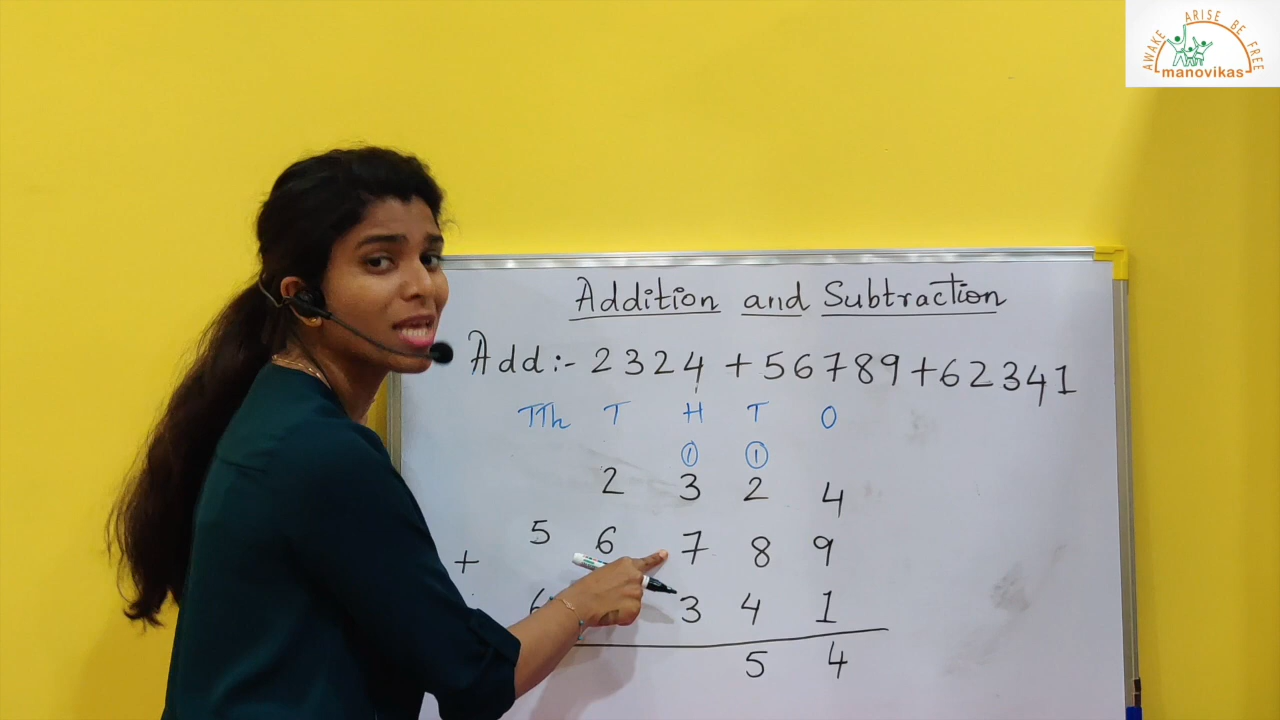 AWAKE ARISE BE FREE
manovikas
Addition and Subtraction
Add:- 2324 + 56789 + 62341
TTh T H T O
1 1
2 3 2 4
5 6 7 8 9
+ 6 3 4 1
5 4